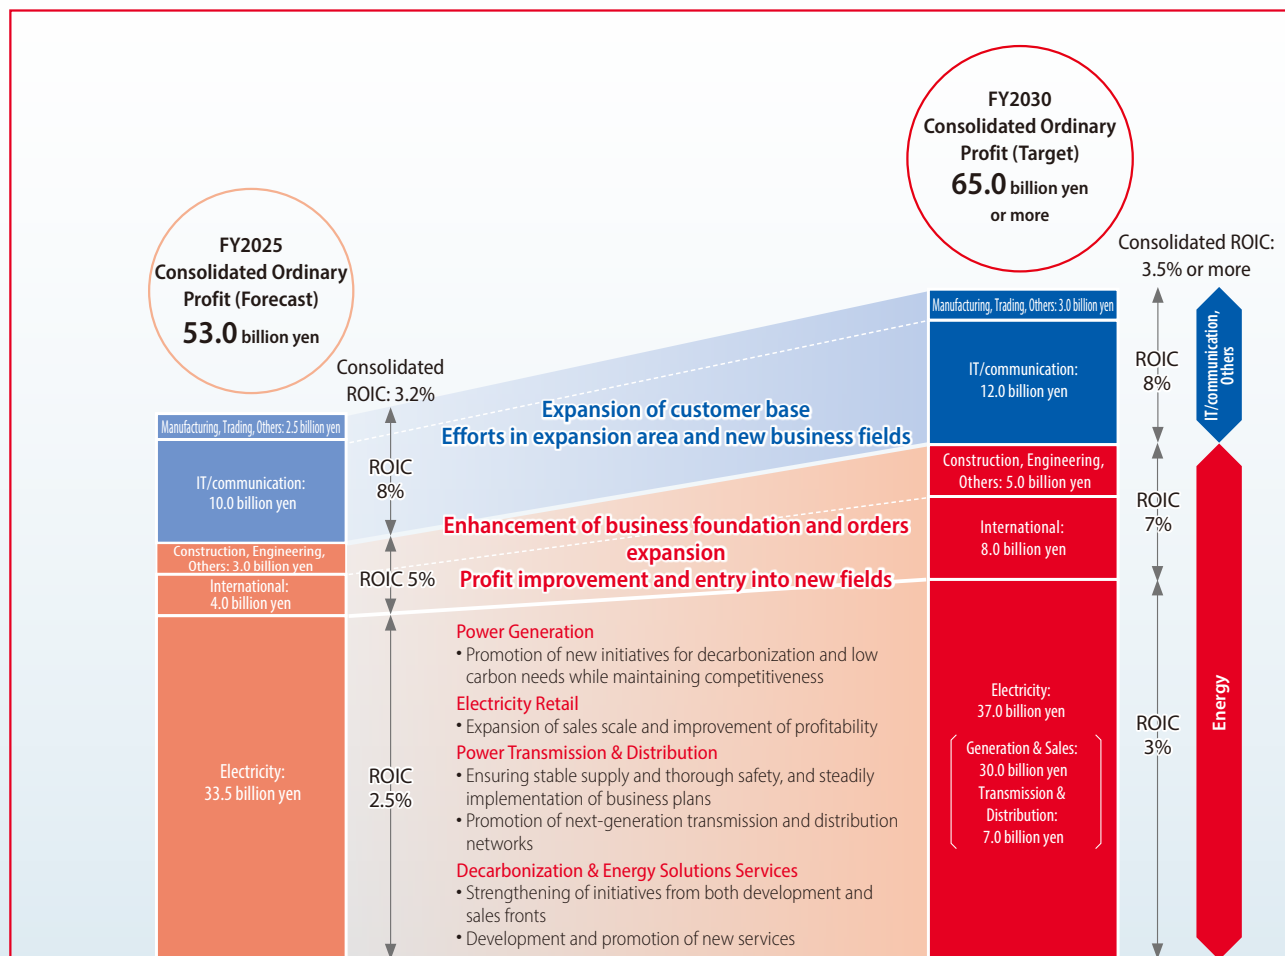 FY2025
Consolidated Ordinary
Profit (Forecast)
53.0 billion yen
Consolidated
ROIC: 3.2%
Manufacturing, Trading, Others: 2.5 billion yen
IT/communication:
10.0 billion yen
ROIC
8%
Construction, Engineering,
Others: 3.0 billion yen
International:
4.0 billion yen
ROIC 5%
Electricity:
33.5 billion yen
ROIC
2.5%
Expansion of customer base
Efforts in expansion area and new business fields
Enhancement of business foundation and orders
expansion
Profit improvement and entry into new fields
Power Generation
• Promotion of new initiatives for decarbonization and low
carbon needs while maintaining competitiveness
Electricity Retail
• Expansion of sales scale and improvement of profitability
Power Transmission & Distribution
• Ensuring stable supply and thorough safety, and steadily
implementation of business plans
• Promotion of next-generation transmission and distribution
networks
Decarbonization & Energy Solutions Services
• Strengthening of initiatives from both development and
sales fronts
• Development and promotion of new services
FY2030
Consolidated Ordinary
Profit (Target)
65.0 billion yen
or more
Consolidated ROIC:
3.5% or more
Manufacturing, Trading, Others: 3.0 billion yen
IT/communication:
12.0 billion yen
ROIC
8%
IT/communication,
Others
Construction, Engineering,
Others: 5.0 billion yen
International:
8.0 billion yen
ROIC
7%
Electricity:
37.0 billion yen
Generation & Sales:
30.0 billion yen
Transmission &
Distribution:
7.0 billion yen
ROIC
3%
Energy